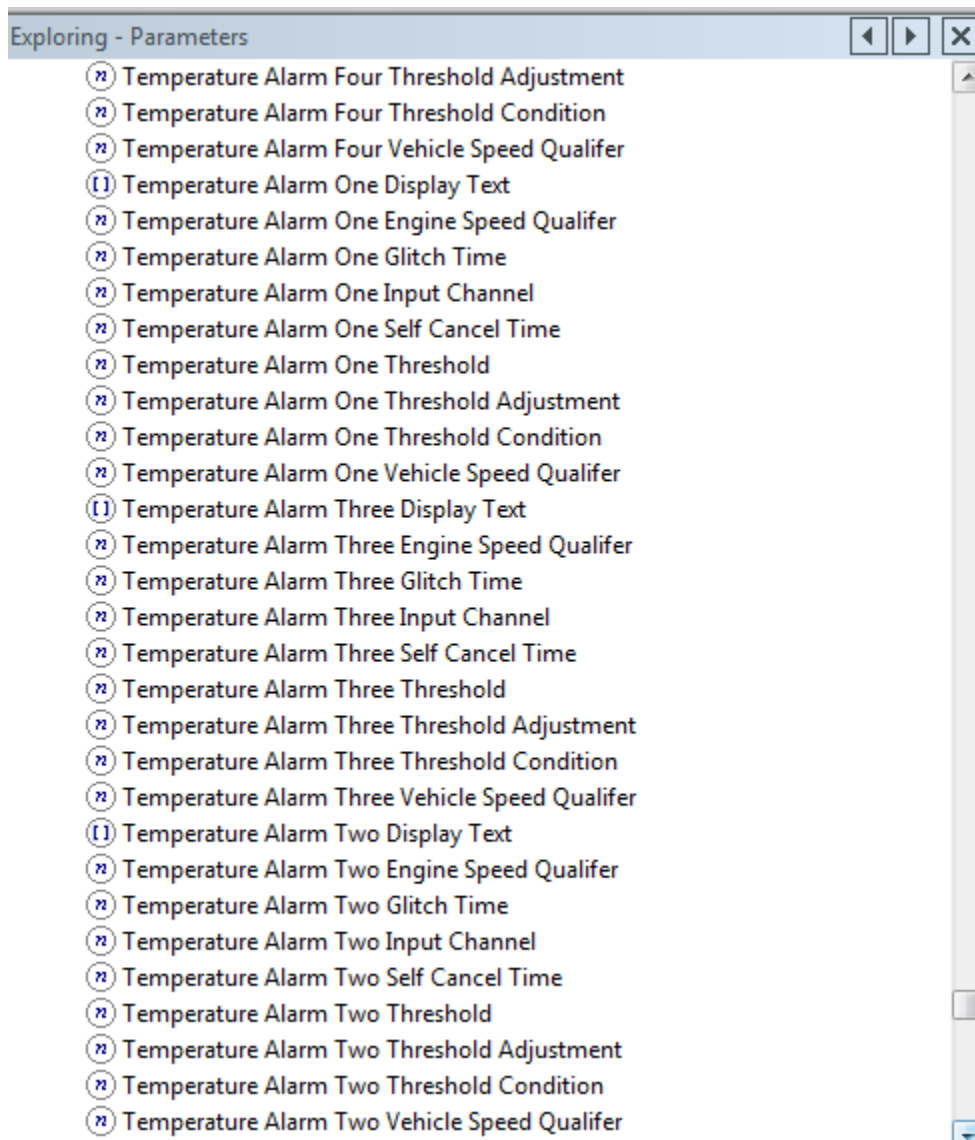 Exploring - Parameters
n Temperature Alarm Four Threshold Adjustment
n Temperature Alarm Four Threshold Condition
n Temperature Alarm Four Vehicle Speed Qualifer
[] Temperature Alarm One Display Text
n Temperature Alarm One Engine Speed Qualifer
n Temperature Alarm One Glitch Time
n Temperature Alarm One Input Channel
n Temperature Alarm One Self Cancel Time
n Temperature Alarm One Threshold
n Temperature Alarm One Threshold Adjustment
n Temperature Alarm One Threshold Condition
n Temperature Alarm One Vehicle Speed Qualifer
[] Temperature Alarm Three Display Text
n Temperature Alarm Three Engine Speed Qualifer
n Temperature Alarm Three Glitch Time
n Temperature Alarm Three Input Channel
n Temperature Alarm Three Self Cancel Time
n Temperature Alarm Three Threshold
n Temperature Alarm Three Threshold Adjustment
n Temperature Alarm Three Threshold Condition
n Temperature Alarm Three Vehicle Speed Qualifer
[] Temperature Alarm Two Display Text
n Temperature Alarm Two Engine Speed Qualifer
n Temperature Alarm Two Glitch Time
n Temperature Alarm Two Input Channel
n Temperature Alarm Two Self Cancel Time
n Temperature Alarm Two Threshold
n Temperature Alarm Two Threshold Adjustment
n Temperature Alarm Two Threshold Condition
n Temperature Alarm Two Vehicle Speed Qualifer